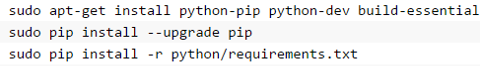 sudo apt-get install python-pip python-dev build-essential
sudo pip install --upgrade pip
sudo pip install -r python/requirements.txt